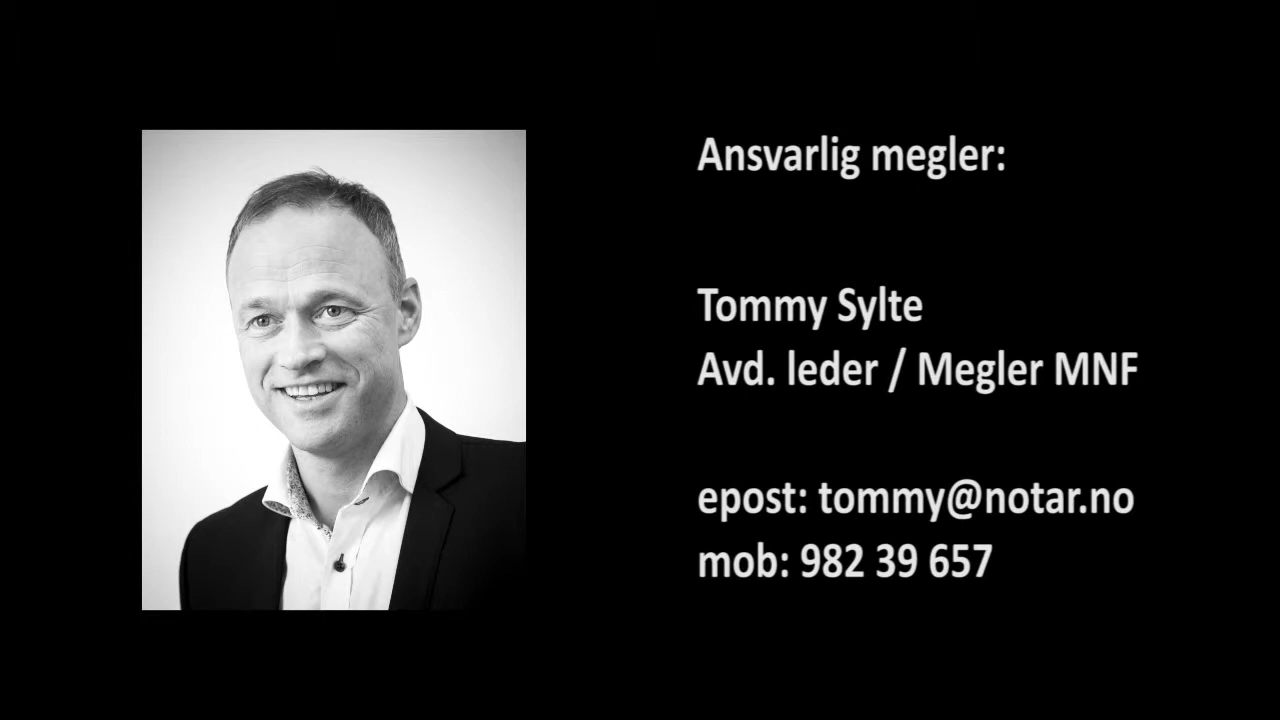 Ansvarlig megler:
Tommy Sylte
Avd. leder / Megler MNF
epost: tommy@notar.no
mob: 982 39 657